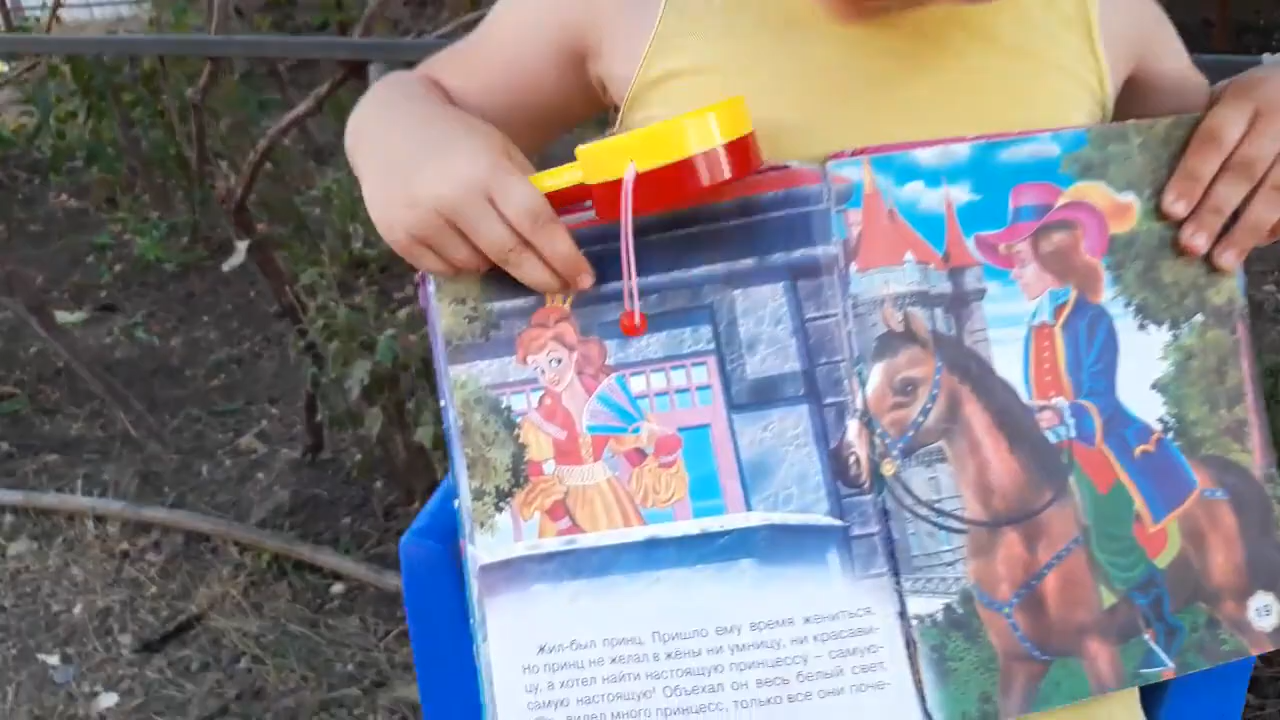 Жил-был принц. Пришло ему время жениться.
Но принц не желал в жёны ни умницу, ни красави-
цу, а хотел найти настоящую принцессу – самую-
самую настоящую! Объехал он весь белый свет,
видел много принцесс, только все они поче-
19